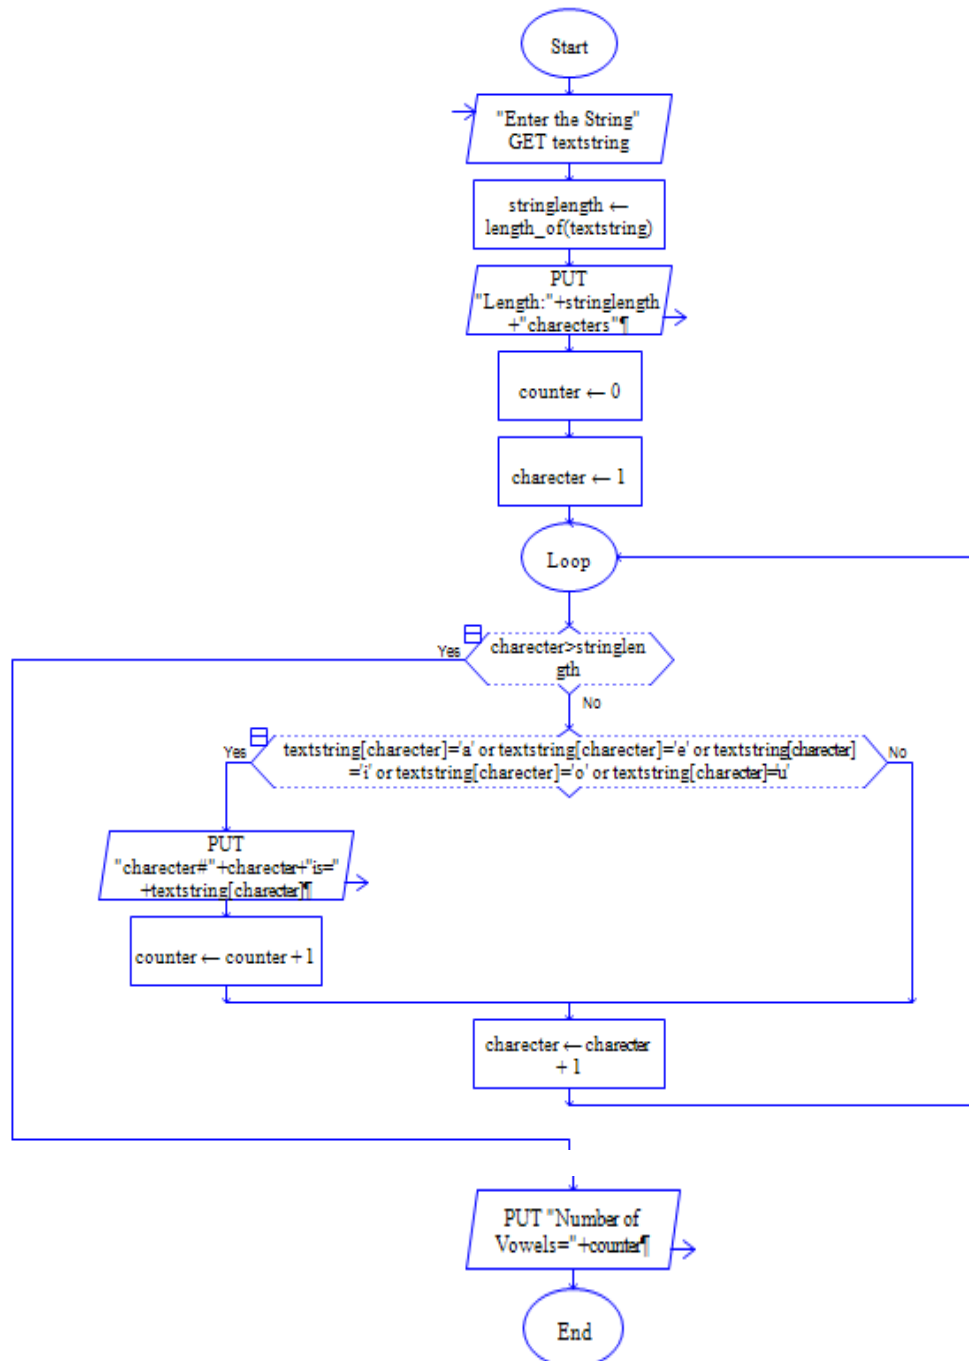 Start
"Enter the String"
GET textstring
stringlength ←
length_of(textstring)
PUT
"Length:"+stringlength
+"charecters"¶
counter ← 0
charecter ← 1
Loop
Yes
charecter>stringlen
gth
No
Yes
textstring[charecter]='a' or textstring[charecter]='e' or textstring[charecter]
='i' or textstring[charecter]='o' or textstring[charecter]='u'
No
PUT
"charecter#"+charecter+"is="
+textstring[charecter]¶
counter ← counter + 1
charecter ← charecter
+ 1
PUT "Number of
Vowels="+counter¶
End